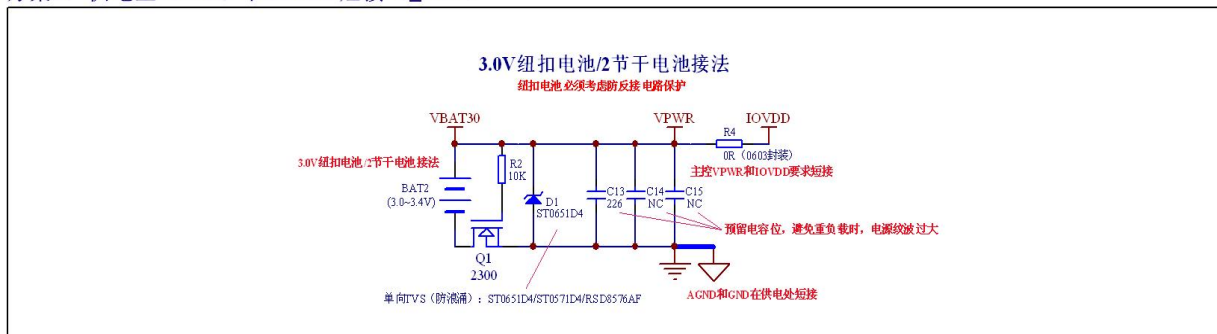 3.0V纽扣电池/2节干电池接法
纽扣电池必须考虑防反接电路保护
VBAT30
VPWR
IOVDD
R4
0R（0603封装）
3.0V纽扣电池/2节干电池接法
R2
10K
主控VPWR和IOVDD要求短接
BAT2
(3.0~3.4V)
D1
ST0651D4
C13
226
C14
NC
C15
NC
预留电容位，避免重负载时，电源纹波过大
Q1
2300
单向TVS（防浪涌）：ST0651D4/ST0571D4/RSD8576AF
AGND和GND在供电处短接